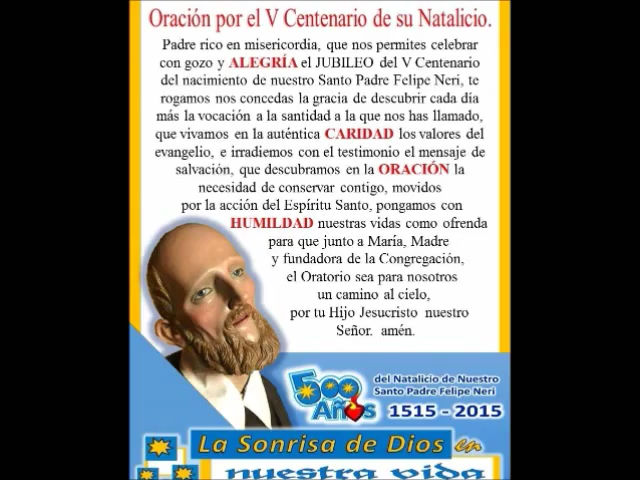 Oración por el V Centenario de su Natalicio.
Padre rico en misericordia, que nos permites celebrar
con gozo y ALEGRÍA el JUBILEO del V Centenario
del nacimiento de nuestro Santo Padre Felipe Neri, te
rogamos nos concedas la gracia de descubrir cada día
más la vocación a la santidad a la que nos has llamado,
que vivamos en la auténtica CARIDAD los valores del
evangelio, e irradiemos con el testimonio el mensaje de
salvación, que descubramos en la ORACIÓN la
necesidad de conservar contigo, movidos
por la acción del Espíritu Santo, pongamos con
HUMILDAD nuestras vidas como ofrenda
para que junto a María, Madre
y fundadora de la Congregación,
el Oratorio sea para nosotros
un camino al cielo,
por tu Hijo Jesucristo nuestro
Señor. amén.
500 Años
del Natalicio de Nuestro
Santo Padre Felipe Neri
1515 - 2015
La Sonrisa de Dios en
nuestra vida